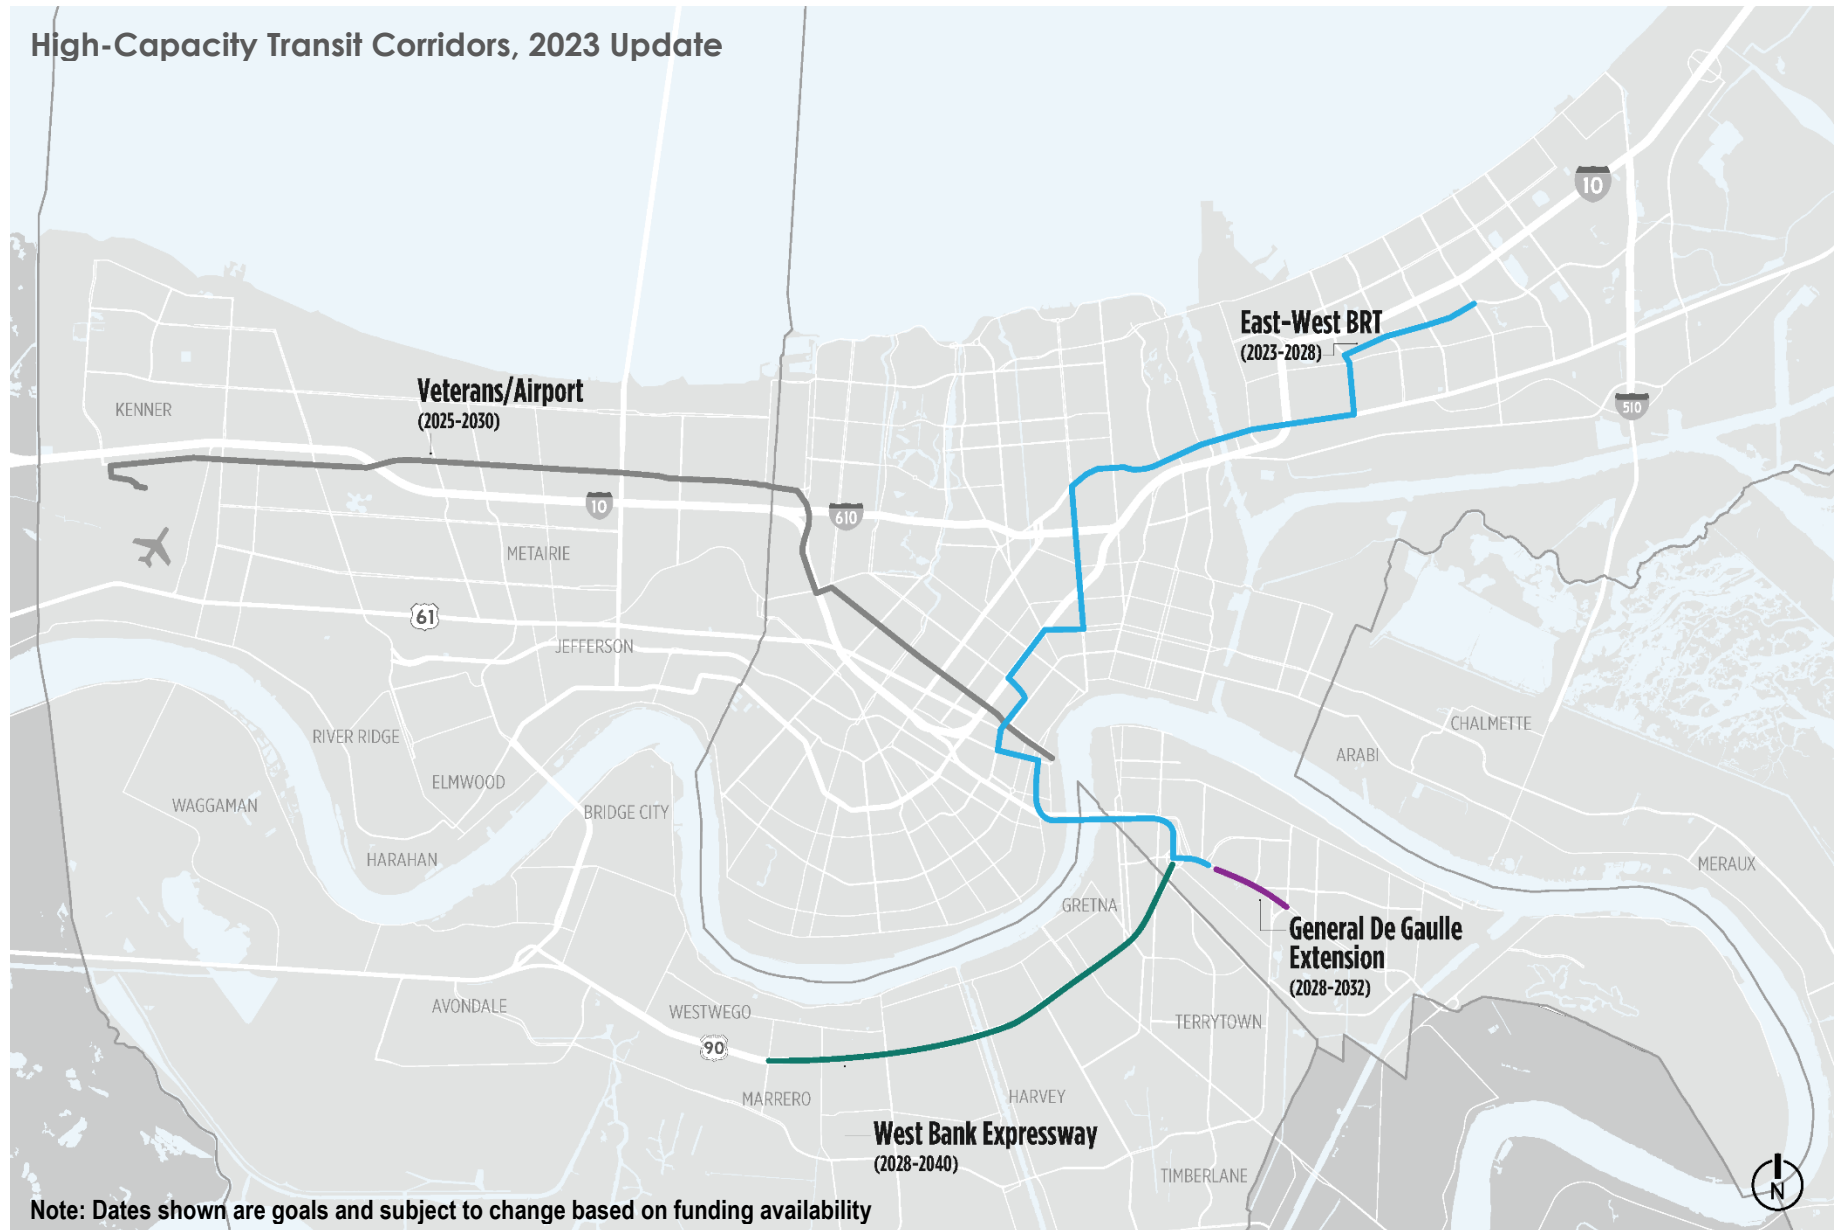 High-Capacity Transit Corridors, 2023 Update
10
East-West BRT
(2023-2028)
Veterans/Airport
(2025-2030)
KENNER
510
10
610
METAIRIE
61
JEFFERSON
RIVER RIDGE
CHALMETTE
ARABI
ELMWOOD
WAGGAMAN
BRIDGE CITY
HARAHAN
MERAUX
GRETNA
General De Gaulle
Extension
(2028-2032)
AVONDALE
WESTWEGO
TERRYTOWN
90
MARRERO
HARVEY
West Bank Expressway
(2028-2040)
TIMBERLANE
N
Note: Dates shown are goals and subject to change based on funding availability